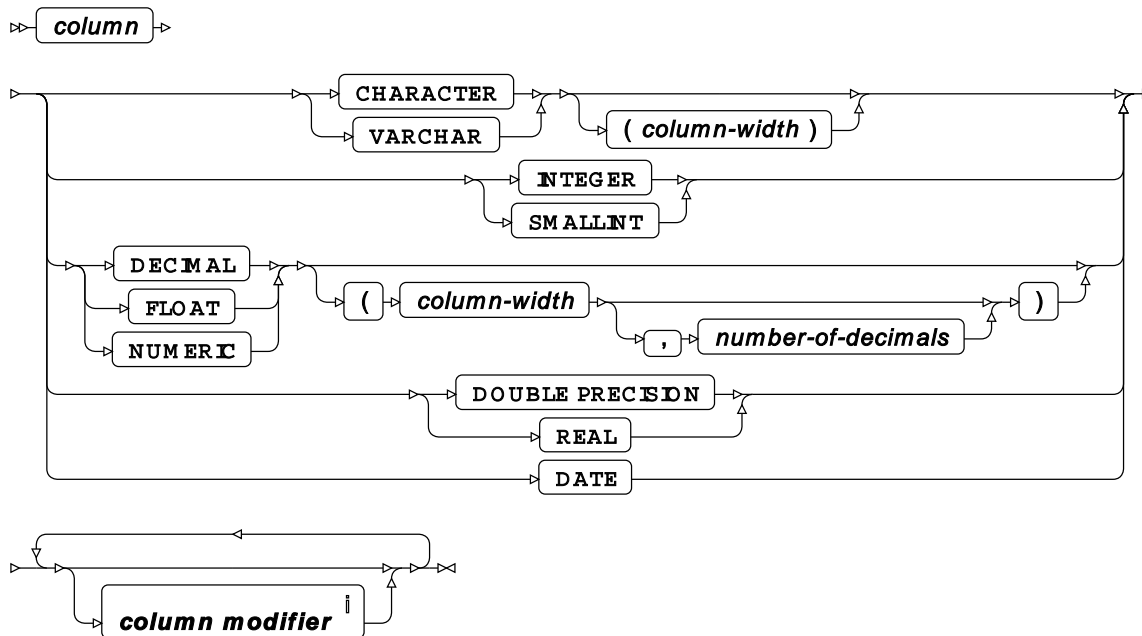 column
CHARACTER
VARCHAR
( column-width )
INTEGER
SMALLINT
DECIMAL
FLOAT
NUMERIC
( column-width , number-of-decimals )
DOUBLE PRECISION
REAL
DATE
column modifier i